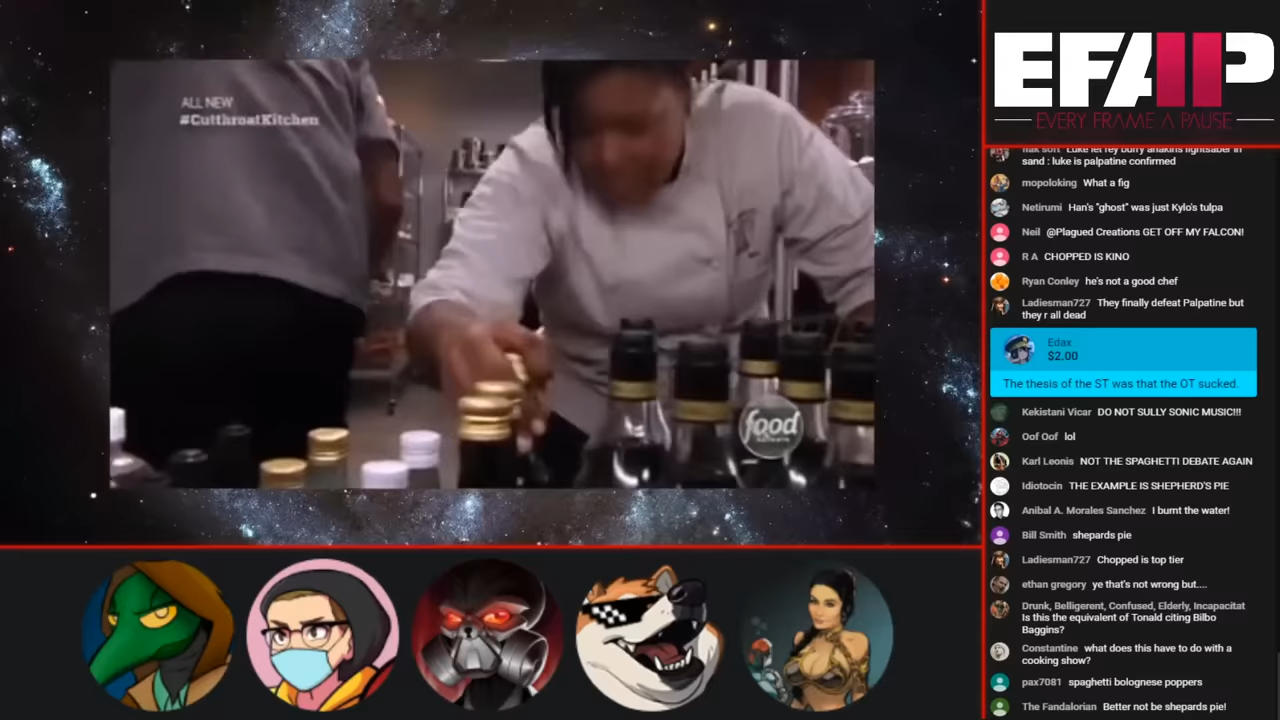 ALL NEW
#CutthroatKitchen
food
EFAP
EVERY FRAME A PAUSE
sand : luke is palpatine confirmed
mopoloking What a fig
Netirumi Han's "ghost" was just Kylo's tulpa
Neil @Plagued Creations GET OFF MY FALCON!
R A CHOPPED IS KINO
Ryan Conley he's not a good chef
Ladiesman727 They finally defeat Palpatine but
they r all dead
Edax
$2.00
The thesis of the ST was that the OT sucked.
Kekistani Vicar DO NOT SULLY SONIC MUSIC!!!
Oof Oof lol
Karl Leonis NOT THE SPAGHETTI DEBATE AGAIN
Idiotocin THE EXAMPLE IS SHEPHERD'S PIE
Anibal A. Morales Sanchez I burnt the water!
Bill Smith shepards pie
Ladiesman727 Chopped is top tier
ethan gregory ye that's not wrong but....
Drunk, Belligerent, Confused, Elderly, Incapacitat
Is this the equivalent of Tonald citing Bilbo
Baggins?
Constantine what does this have to do with a
cooking show?
pax7081 spaghetti bolognese poppers
The Fandalorian Better not be shepards pie!